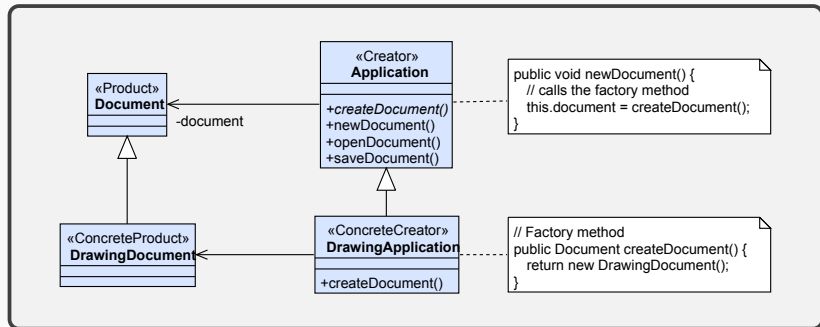 «Creator»
Application
+createDocument()
+newDocument()
+openDocument()
+saveDocument()
«Product»
Document
-document
public void newDocument() {
// calls the factory method
this.document = createDocument();
}
«ConcreteProduct»
DrawingDocument
«ConcreteCreator»
DrawingApplication
+createDocument()
// Factory method
public Document createDocument() {
return new DrawingDocument();
}